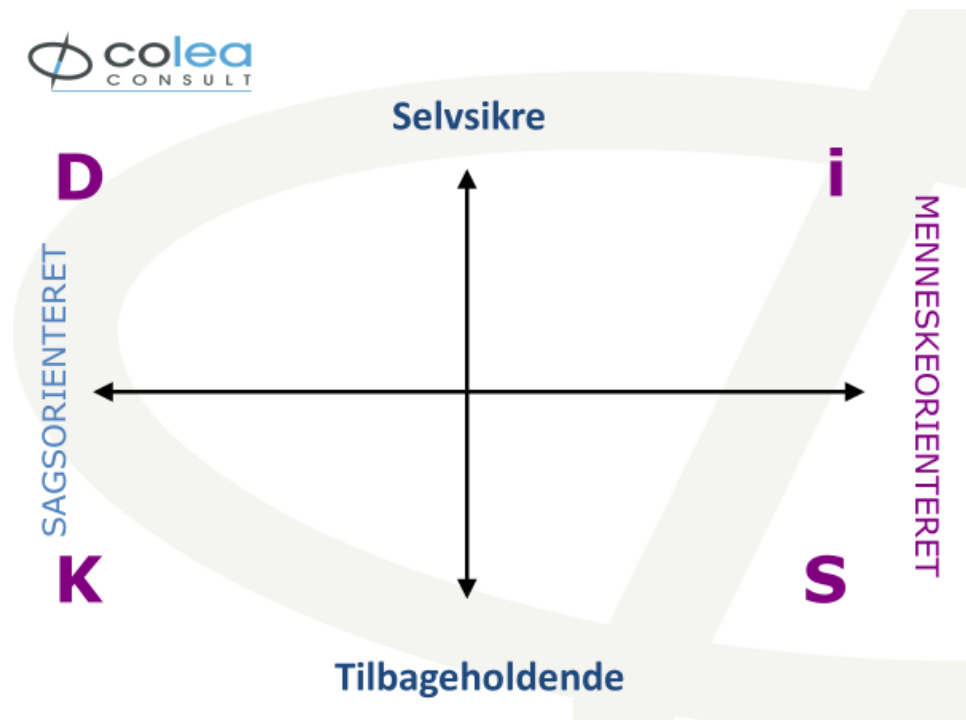 colea
CONSULT
Selvsikre
D
i
SAGSORIENTERET
MENNESKEORIENTERET
K
S
Tilbageholdende